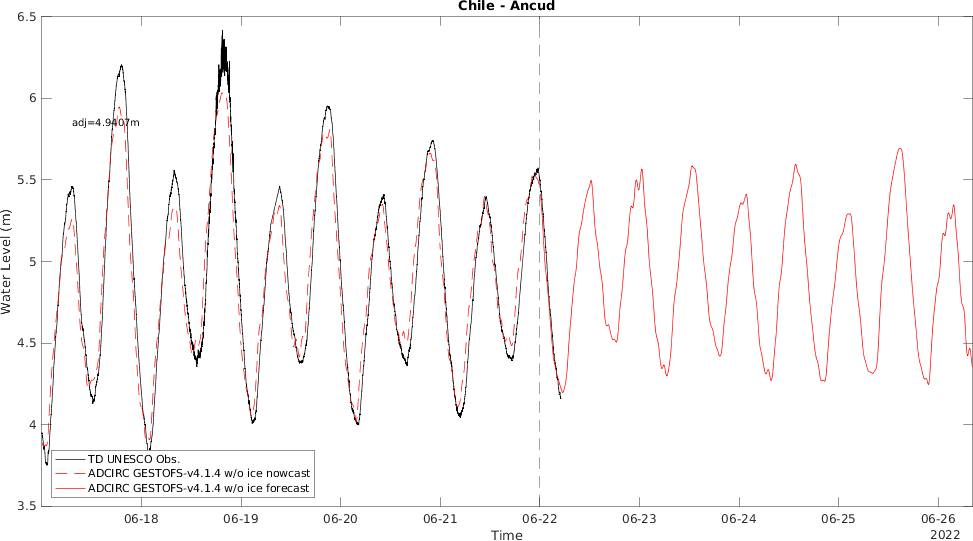 Chile - Ancud
6.5
6
5.5
5
4.5
4
3.5
Water Level (m)
adj=4.9407m
TD UNESCO Obs.
ADCIRC GESTOFS-v4.1.4 w/o ice nowcast
ADCIRC GESTOFS-v4.1.4 w/o ice forecast
06-18 06-19 06-20 06-21 06-22 06-23 06-24 06-25 06-26
2022
Time